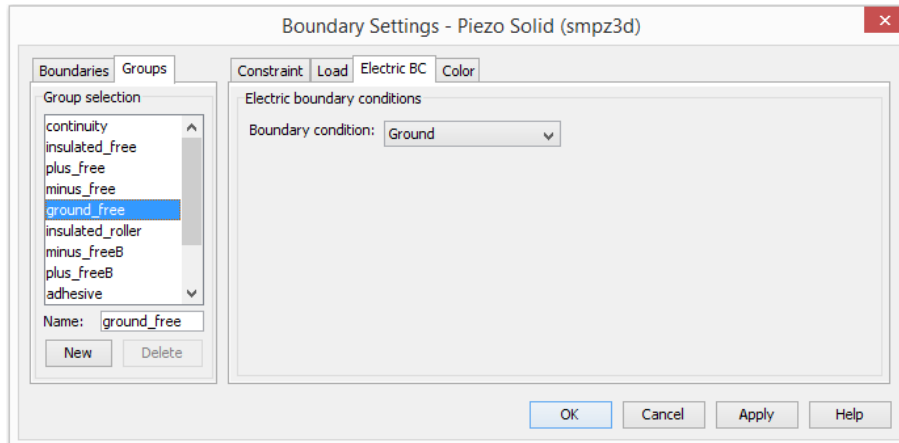 Boundary Settings - Piezo Solid (smpz3d)
Boundaries Groups
Group selection
continuity
insulated_free
plus_free
minus_free
ground_free
insulated_roller
minus_freeB
plus_freeB
adhesive
Name: ground_free
New Delete
Constraint Load Electric BC Color
Electric boundary conditions
Boundary condition: Ground
OK Cancel Apply Help